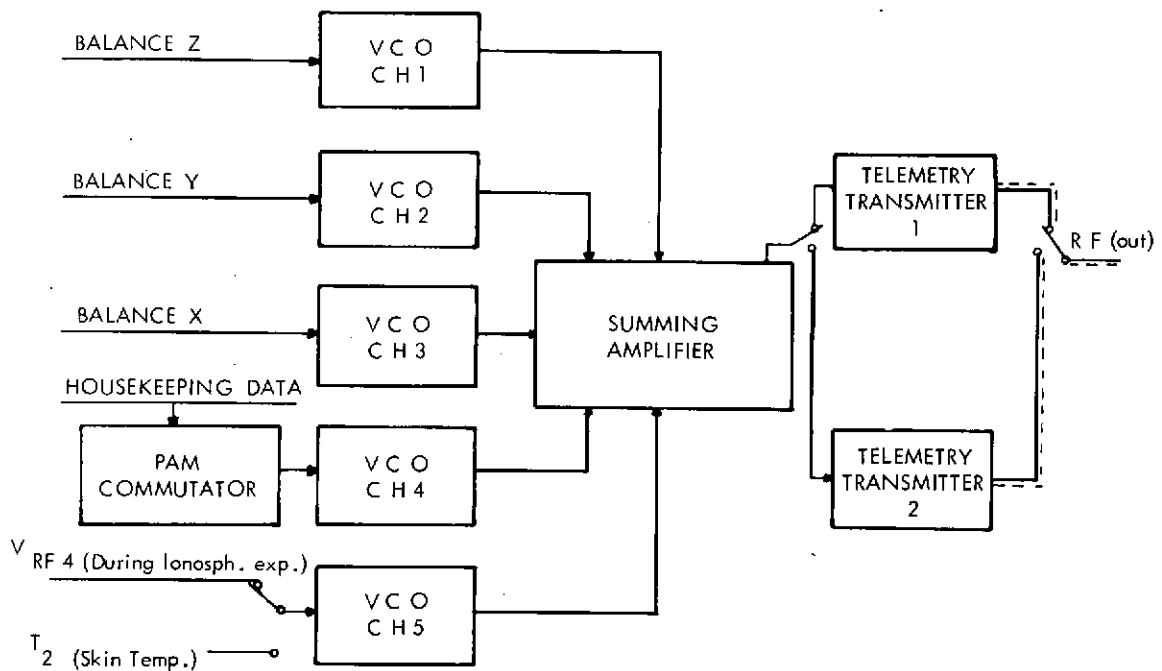 BALANCE Z
VCO
CH1
BALANCE Y
VCO
CH2
BALANCE X
VCO
CH3
HOUSEKEEPING DATA
PAM
COMMUTATOR
VCO
CH4
V RF 4 (During Ionosph. exp.)
VCO
CH5
T 2 (Skin Temp.)
SUMMING
AMPLIFIER
TELEMETRY
TRANSMITTER
1
RF (out)
TELEMETRY
TRANSMITTER
2